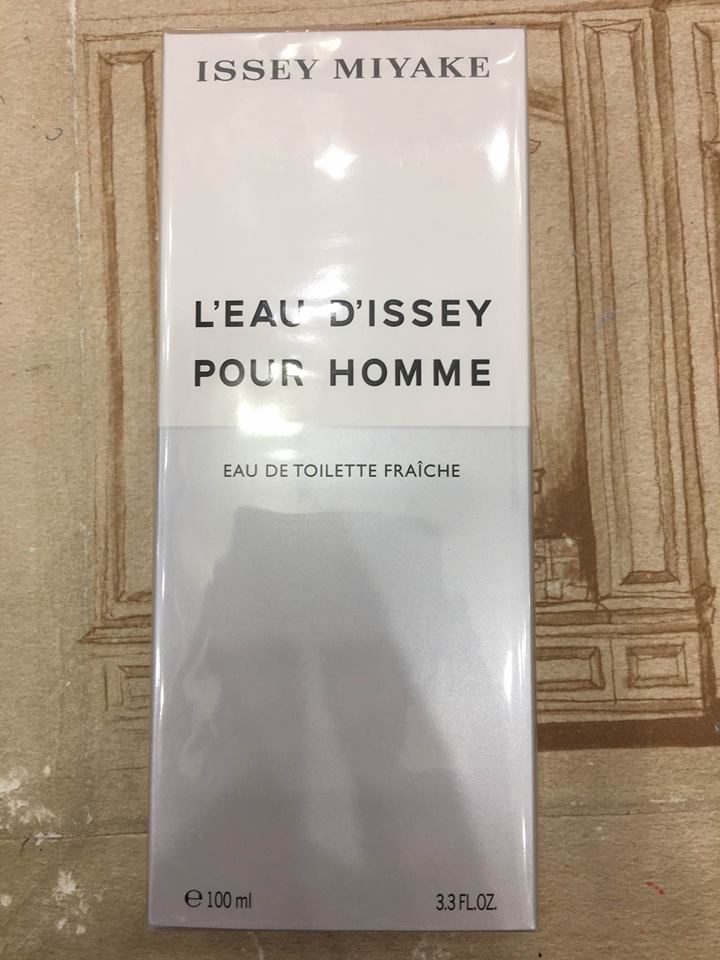 ISSEY MIYAKE
L'EAU D'ISSEY
POUR HOMME
EAU DE TOILETTE FRAÎCHE
℮ 100 ml 3.3 FL.OZ.